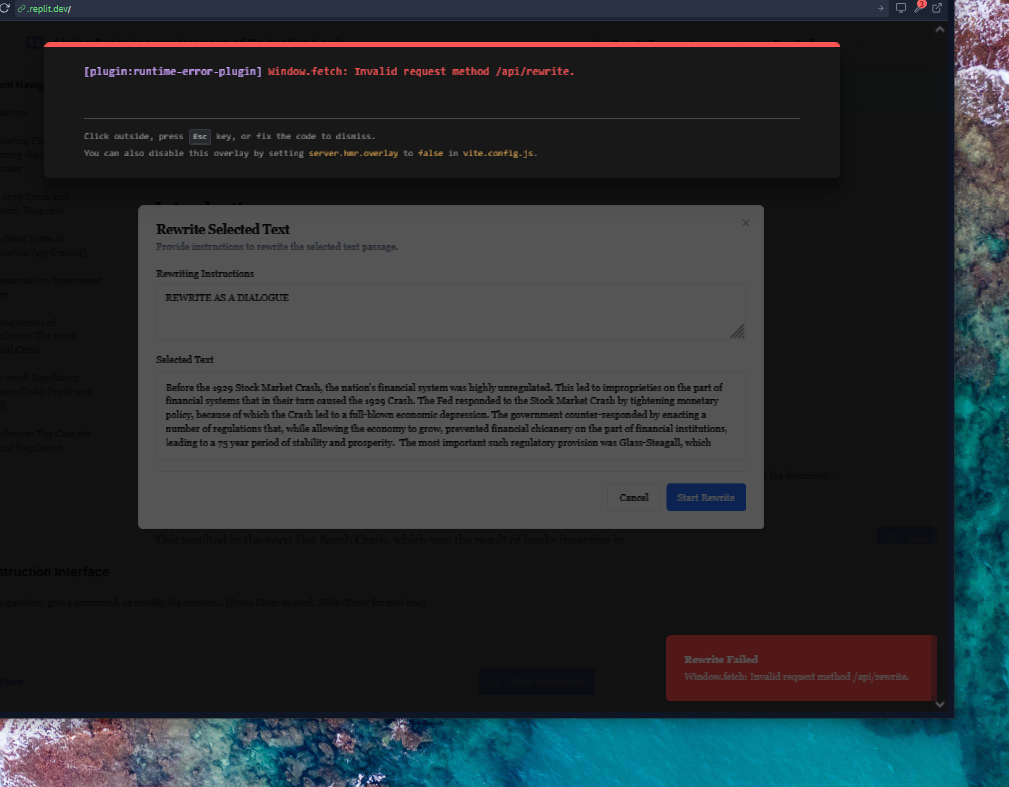 .replit.dev/
3
[plugin:runtime-error-plugin] Window.fetch: Invalid request method /api/rewrite.
Click outside, press Esc key, or fix the code to dismiss.
You can also disable this overlay by setting server.hmr.overlay to false in vite.config.js.
Rewrite Selected Text
Provide instructions to rewrite the selected text passage.
Rewriting Instructions
REWRITE AS A DIALOGUE
Selected Text
Before the 1929 Stock Market Crash, the nation's financial system was highly unregulated. This led to improprieties on the part of
financial systems that in their turn caused the 1929 Crash. The Fed responded to the Stock Market Crash by tightening monetary
policy, because of which the Crash led to a full-blown economic depression. The government counter-responded by enacting a
number of regulations that, while allowing the economy to grow, prevented financial chicanery on the part of financial institutions,
leading to a 75 year period of stability and prosperity. The most important such regulatory provision was Glass-Steagall, which
Cancel
Start Rewrite
This resulted in the 2001 Dot Bomb Crash, which was the result of banks investing in
struction Interface
Rewrite Failed
Window.fetch: Invalid request method /api/rewrite.